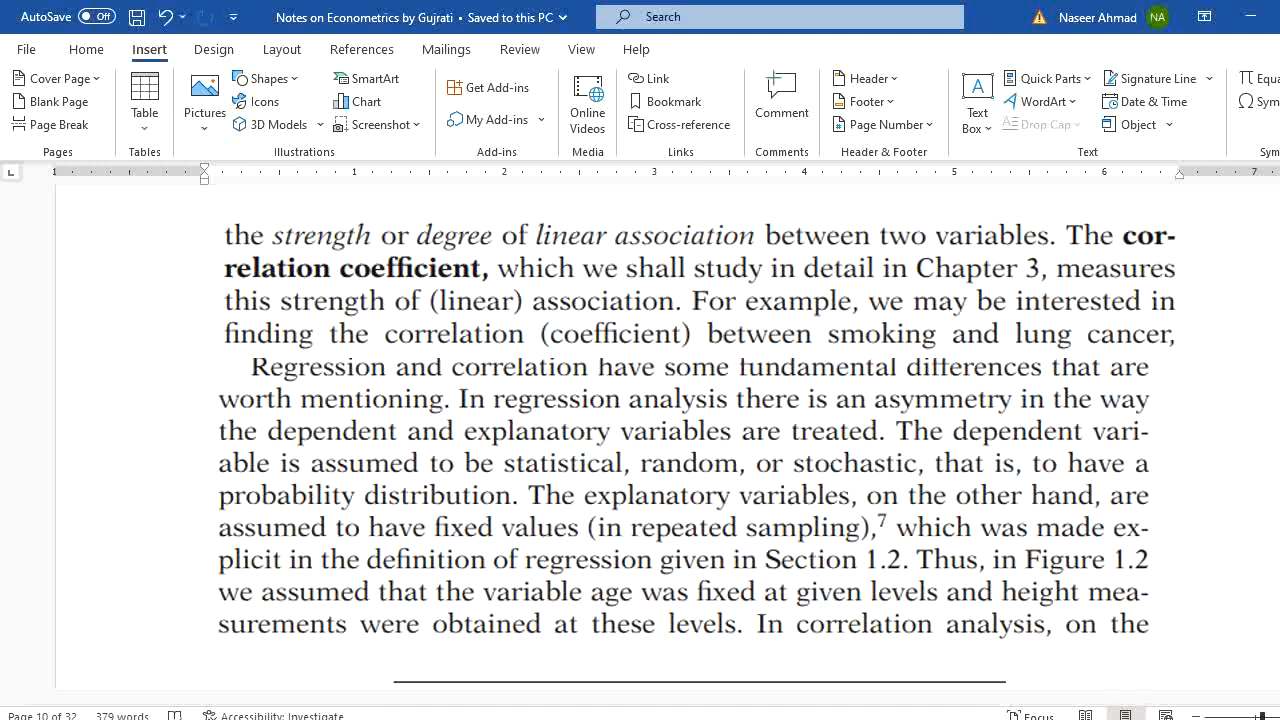 AutoSave Off Notes on Econometrics by Gujrati • Saved to this PC Search Naseer Ahmad NA
File Home Insert Design Layout References Mailings Review View Help
Cover Page
Blank Page
Page Break
Pages
Table
Tables
Pictures
Shapes
Icons
3D Models
SmartArt
Chart
Screenshot
Illustrations
Get Add-ins
My Add-ins
Add-ins
Online
Videos
Media
Link
Bookmark
Cross-reference
Links
Comment
Comments
Header
Footer
Page Number
Header & Footer
Text
Box
Quick Parts
WordArt
Drop Cap
Signature Line
Date & Time
Object
Text
Equa
Sym
Sym
1 1 2 3 4 5 6 7
the strength or degree of linear association between two variables. The cor-
relation coefficient, which we shall study in detail in Chapter 3, measures
this strength of (linear) association. For example, we may be interested in
finding the correlation (coefficient) between smoking and lung cancer,
Regression and correlation have some fundamental differences that are
worth mentioning. In regression analysis there is an asymmetry in the way
the dependent and explanatory variables are treated. The dependent vari-
able is assumed to be statistical, random, or stochastic, that is, to have a
probability distribution. The explanatory variables, on the other hand, are
assumed to have fixed values (in repeated sampling),7 which was made ex-
plicit in the definition of regression given in Section 1.2. Thus, in Figure 1.2
we assumed that the variable age was fixed at given levels and height mea-
surements were obtained at these levels. In correlation analysis, on the
Page 10 of 32 379 words Accessibility: Investigate Focus